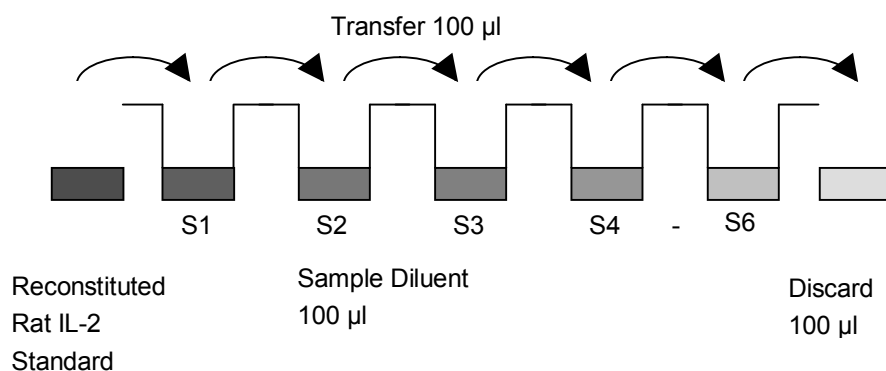 Transfer 100 µl
S1 S2 S3 S4 - S6
Reconstituted
Rat IL-2
Standard
Sample Diluent
100 µl
Discard
100 µl